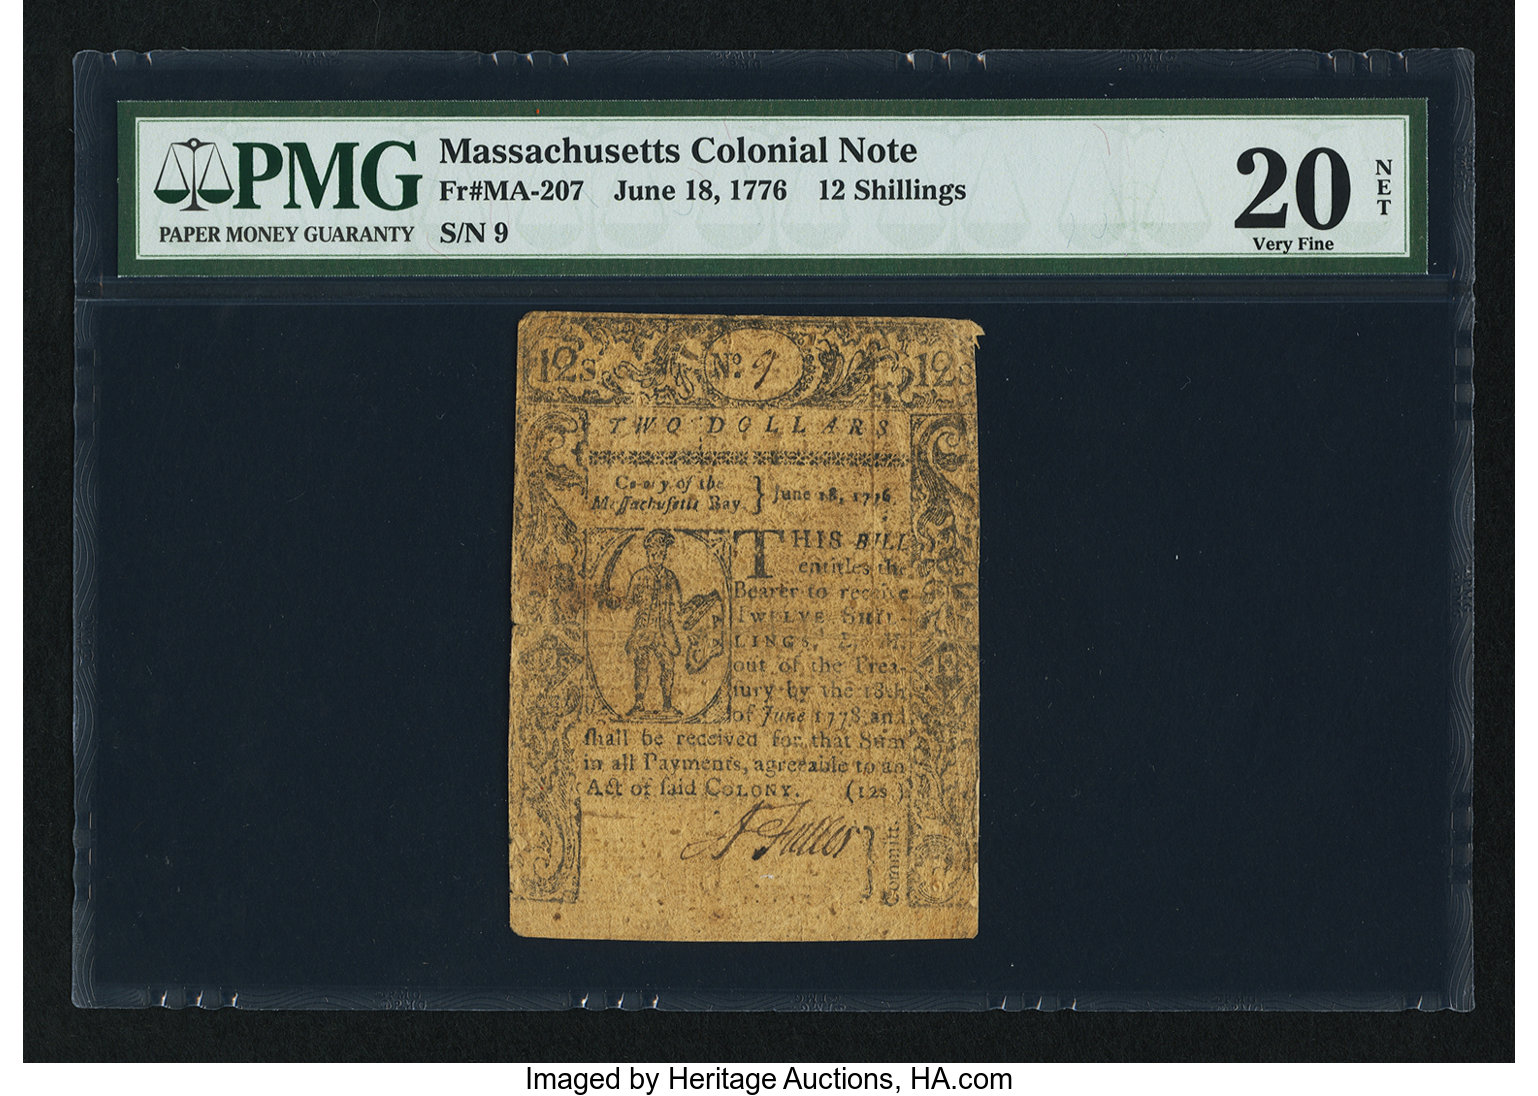 PMG
PAPER MONEY GUARANTY
Massachusetts Colonial Note
Fr#MA-207 June 18, 1776 12 Shillings
S/N 9
20
Very Fine
NET
12s No. 9 12s
TWO DOLLARS
Colony of the
Massachusetts Bay } June 18, 1776
THIS BILL
entitles the
Bearer to receive
TWELVE SHIL-
LINGS,
out of the Trea-
sury by the 18th
of June 1778, and
shall be received for that Sum
in all Payments, agreeable to an
Act of said COLONY. (12s.)
J Fuller
Committ.
Imaged by Heritage Auctions, HA.com